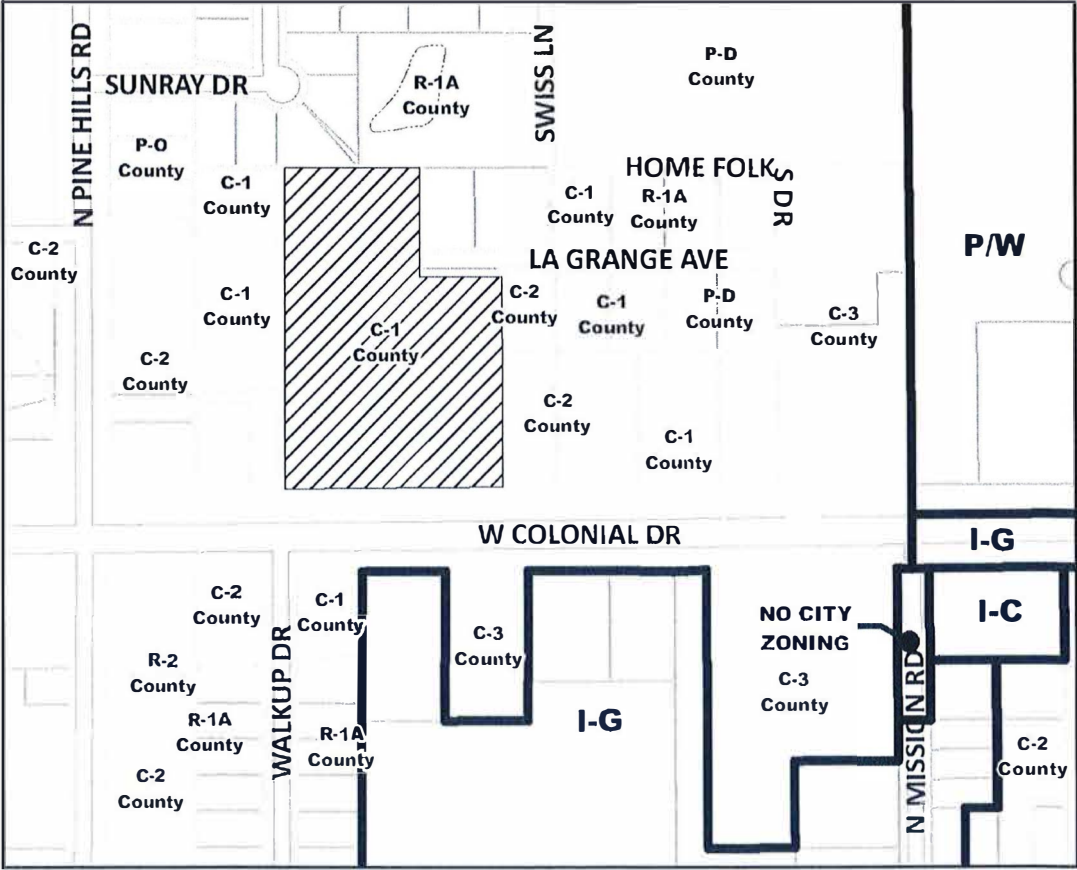 N PINE HILLS RD
SUNRAY DR
R-1A
County
SWISS LN
P-D
County
P-O
County
C-1
County
HOME FOLKS DR
C-1
County
R-1A
County
C-2
County
LA GRANGE AVE
P/W
C-1
County
C-1
County
C-2
County
C-1
County
P-D
County
C-3
County
C-2
County
C-2
County
C-1
County
W COLONIAL DR
I-G
C-2
County
C-1
County
C-3
County
NO CITY
ZONING
I-C
R-2
County
WALKUP DR
C-3
County
R-1A
County
R-1A
County
I-G
N MISSION RD
C-2
County
C-2
County